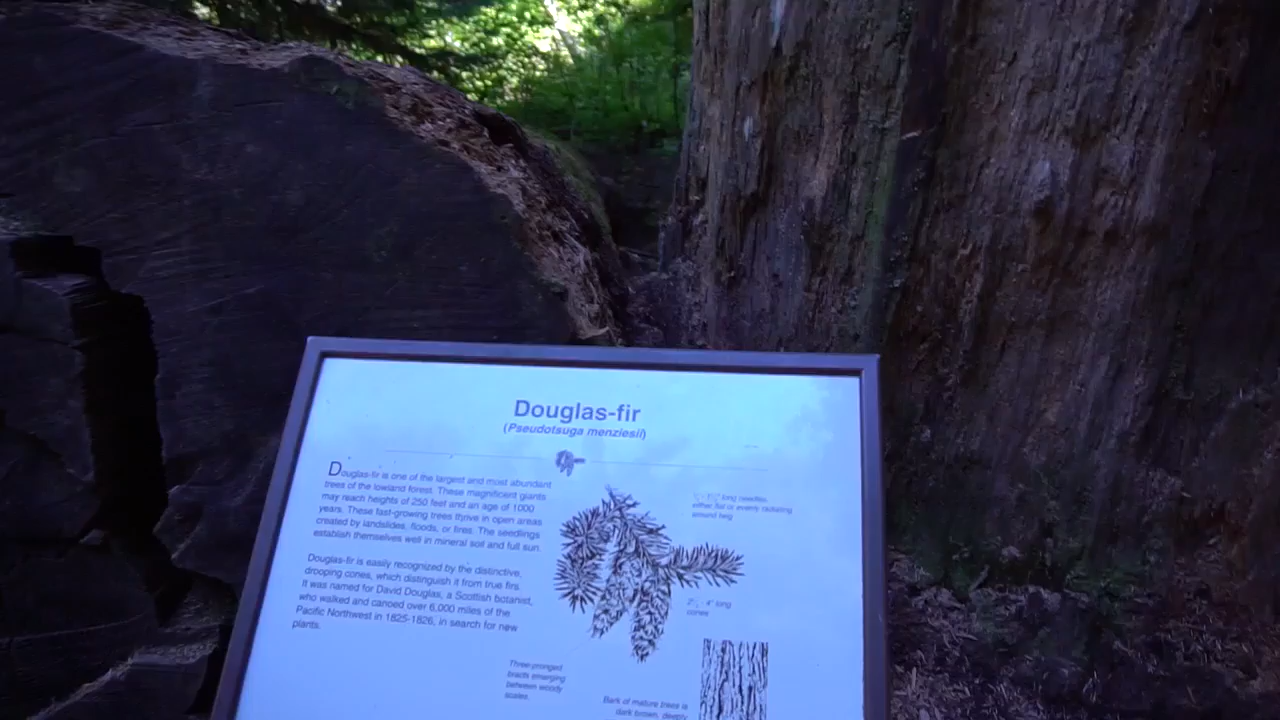 Douglas-fir
(Pseudotsuga menziesii)
Douglas-fir is one of the largest and most abundant
trees of the lowland forest. These magnificent giants
may reach heights of 250 feet and an age of 1000
years. These fast-growing trees thrive in open areas
created by landslides, floods, or fires. The seedlings
establish themselves well in mineral soil and full sun.
Douglas-fir is easily recognized by the distinctive,
drooping cones, which distinguish it from true firs.
It was named for David Douglas, a Scottish botanist,
who walked and canoed over 6,000 miles of the
Pacific Northwest in 1825-1826, in search for new
plants.
long needles,
either flat or evenly radiating
around twig
4" long
cones
Three-pronged
bracts emerging
between woody
scales.
Bark of mature trees is
dark brown, deeply